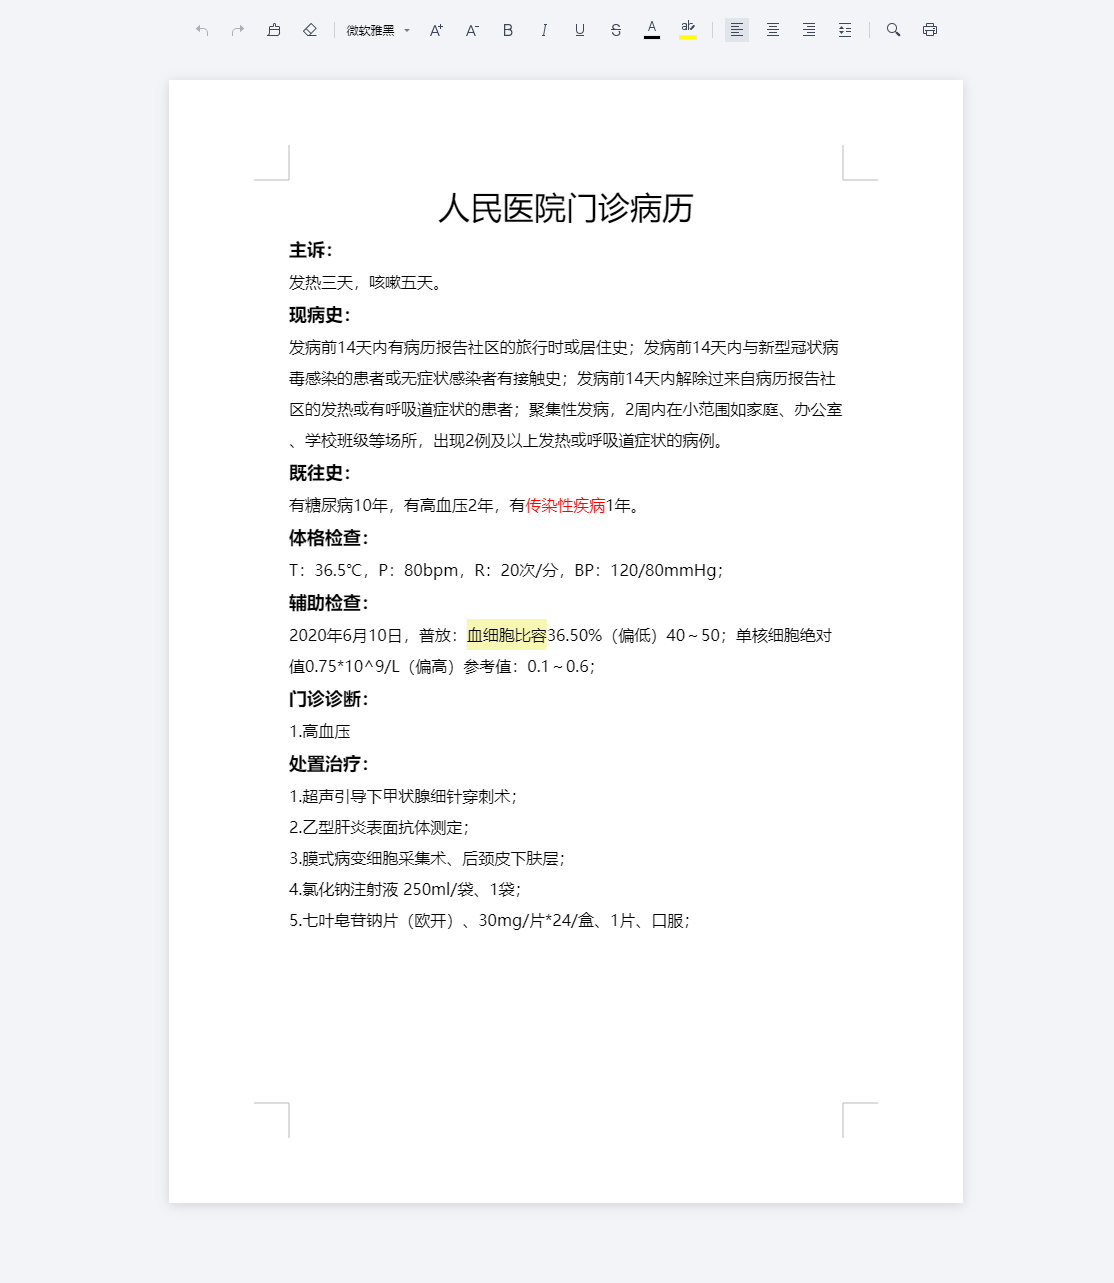 微软雅黑
人民医院门诊病历
主诉：
发热三天，咳嗽五天。
现病史：
发病前14天内有病历报告社区的旅行时或居住史；发病前14天内与新型冠状病
毒感染的患者或无症状感染者有接触史；发病前14天内解除过来自病历报告社
区的发热或有呼吸道症状的患者；聚集性发病，2周内在小范围如家庭、办公室
、学校班级等场所，出现2例及以上发热或呼吸道症状的病例。
既往史：
有糖尿病10年，有高血压2年，有传染性疾病1年。
体格检查：
T：36.5℃，P：80bpm，R：20次/分，BP：120/80mmHg；
辅助检查：
2020年6月10日，普放：血细胞比容36.50%（偏低）40～50；单核细胞绝对
值0.75*10^9/L（偏高）参考值：0.1～0.6；
门诊诊断：
1.高血压
处置治疗：
1.超声引导下甲状腺细针穿刺术；
2.乙型肝炎表面抗体测定；
3.膜式病变细胞采集术、后颈皮下肤层；
4.氯化钠注射液 250ml/袋、1袋；
5.七叶皂苷钠片（欧开）、30mg/片*24/盒、1片、口服；